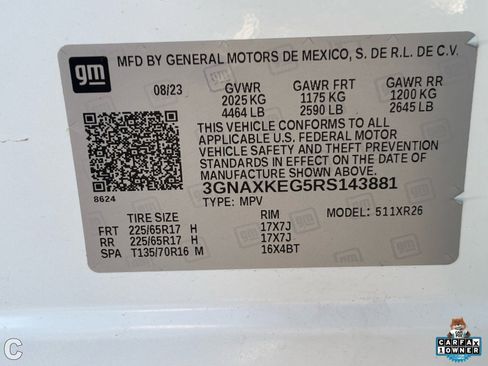 gm
MFD BY GENERAL MOTORS DE MEXICO, S. DE R.L. DE C.V.
08/23 GVWR GAWR FRT GAWR RR
2025 KG 1175 KG 1200 KG
4464 LB 2590 LB 2645 LB
THIS VEHICLE CONFORMS TO ALL
APPLICABLE U.S. FEDERAL MOTOR
VEHICLE SAFETY AND THEFT PREVENTION
STANDARDS IN EFFECT ON THE DATE OF
MANUFACTURE SHOWN ABOVE.
8624 3GNAXKEG5RS143881
TYPE: MPV
TIRE SIZE RIM MODEL: 511XR26
FRT 225/65R17 H 17X7J
RR 225/65R17 H 17X7J
SPA T135/70R16 M 16X4BT
C
CARFAX
1 OWNER